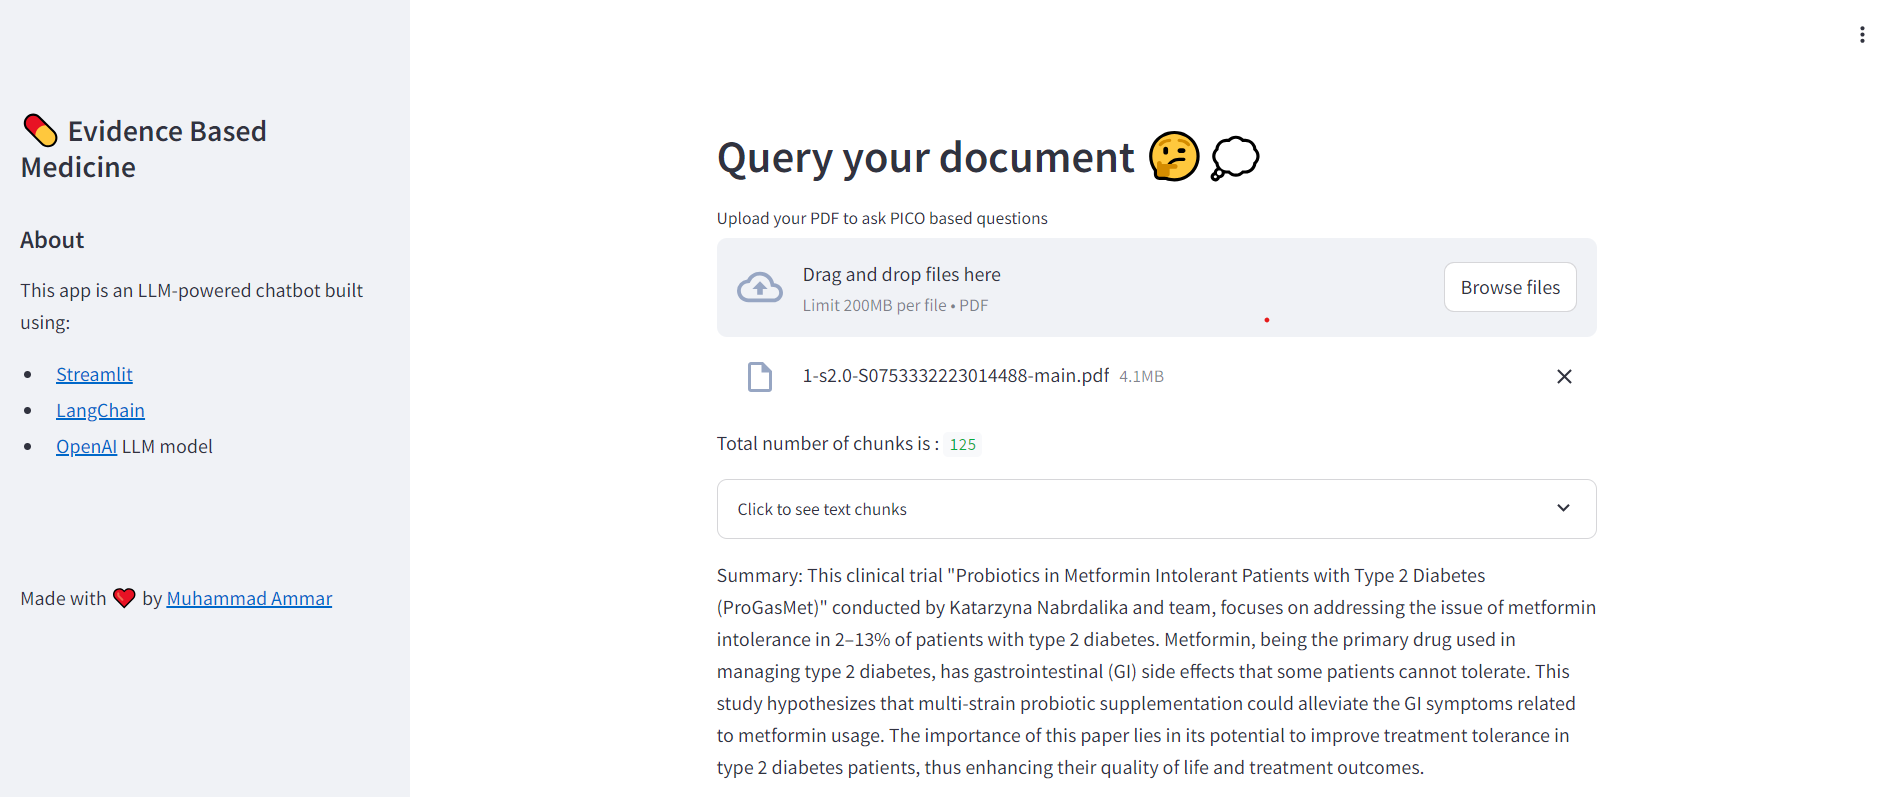 Evidence Based
Medicine
About
This app is an LLM-powered chatbot built
using:
Streamlit
LangChain
OpenAI LLM model
Made with ❤️ by Muhammad Ammar
Query your document 🤔💭
Upload your PDF to ask PICO based questions
Drag and drop files here
Limit 200MB per file • PDF
Browse files
1-s2.0-S0753332223014488-main.pdf 4.1MB
Total number of chunks is : 125
Click to see text chunks
Summary: This clinical trial "Probiotics in Metformin Intolerant Patients with Type 2 Diabetes
(ProGasMet)" conducted by Katarzyna Nabrdalika and team, focuses on addressing the issue of metformin
intolerance in 2–13% of patients with type 2 diabetes. Metformin, being the primary drug used in
managing type 2 diabetes, has gastrointestinal (GI) side effects that some patients cannot tolerate. This
study hypothesizes that multi-strain probiotic supplementation could alleviate the GI symptoms related
to metformin usage. The importance of this paper lies in its potential to improve treatment tolerance in
type 2 diabetes patients, thus enhancing their quality of life and treatment outcomes.